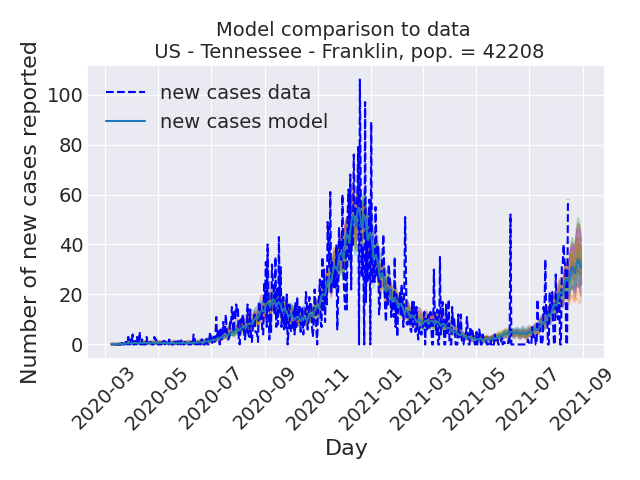 Model comparison to data
US - Tennessee - Franklin, pop. = 42208
Number of new cases reported
100
80
60
40
20
0
new cases data
new cases model
2020-03
2020-05
2020-07
2020-09
2020-11
2021-01
2021-03
2021-05
2021-07
2021-09
Day